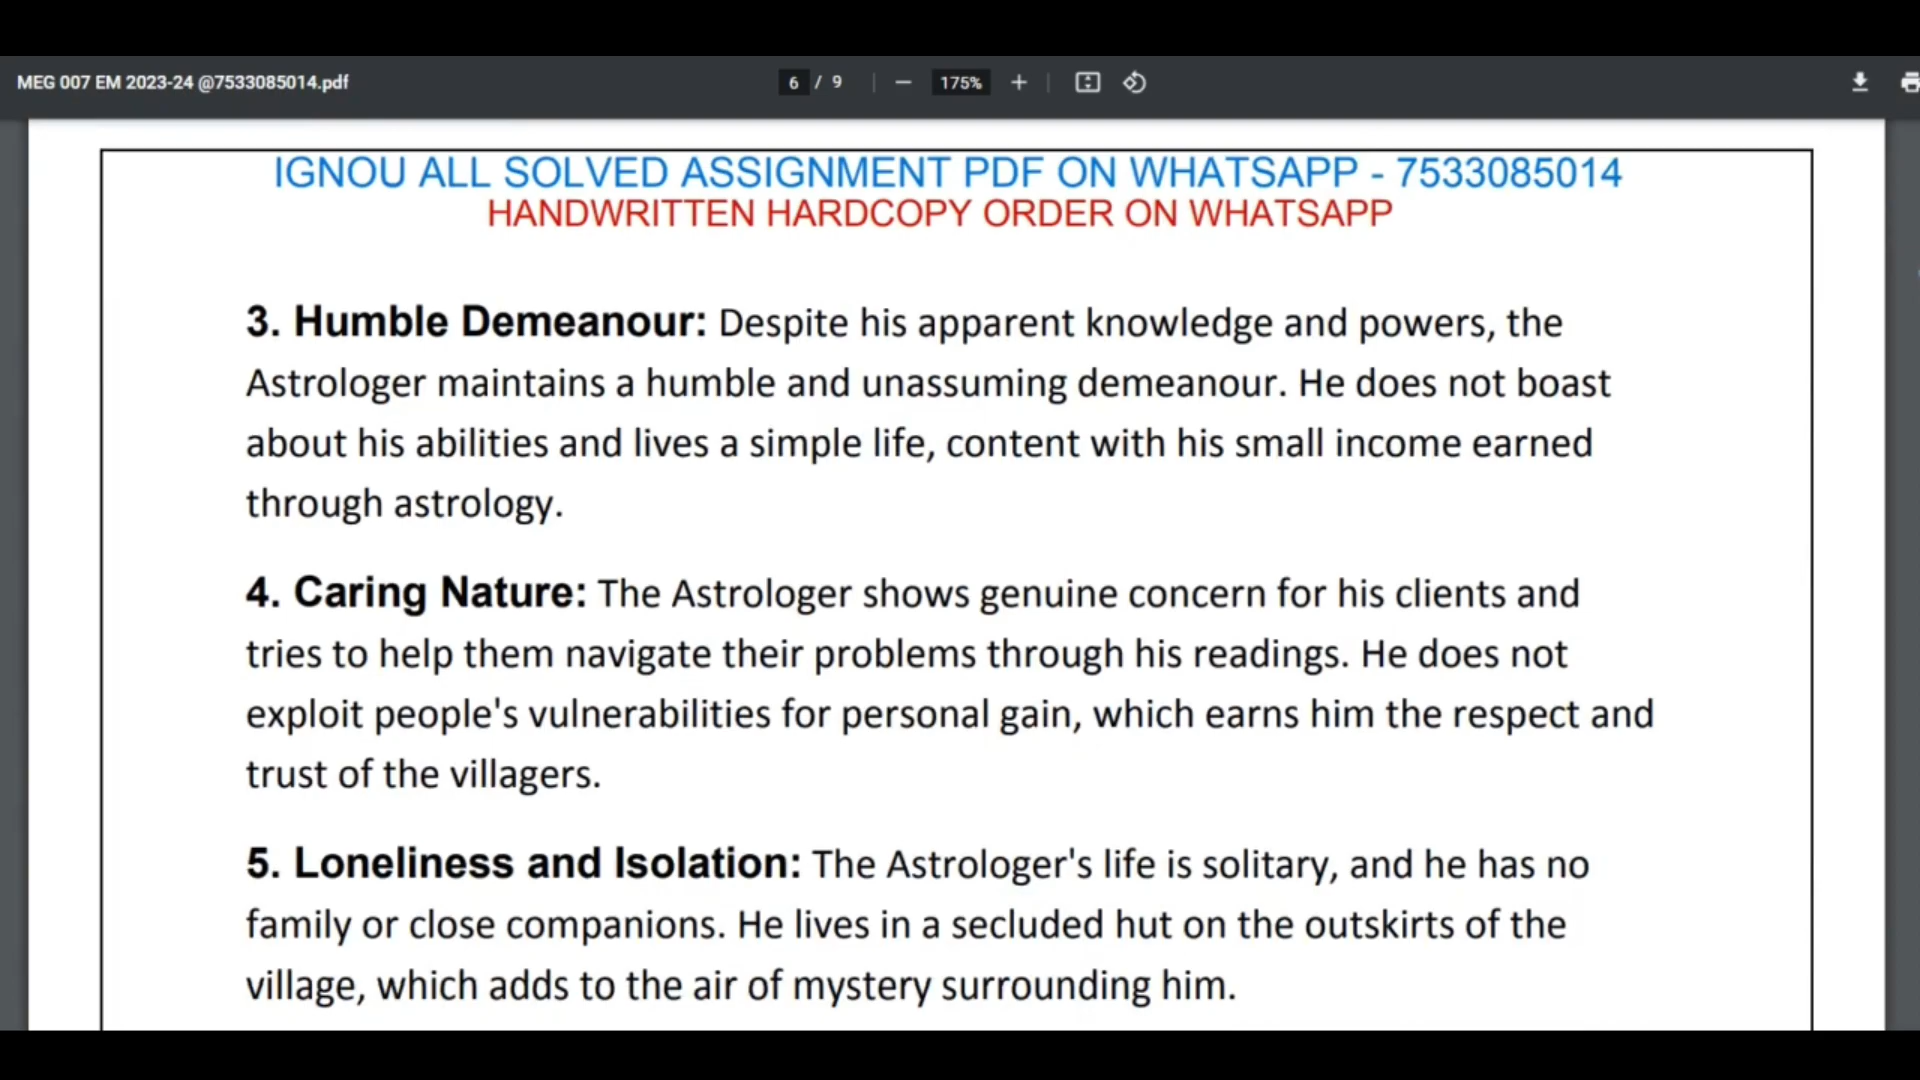 MEG 007 EM 2023-24 @7533085014.pdf
6 / 9
175%
IGNOU ALL SOLVED ASSIGNMENT PDF ON WHATSAPP - 7533085014
HANDWRITTEN HARDCOPY ORDER ON WHATSAPP
3. Humble Demeanour: Despite his apparent knowledge and powers, the
Astrologer maintains a humble and unassuming demeanour. He does not boast
about his abilities and lives a simple life, content with his small income earned
through astrology.
4. Caring Nature: The Astrologer shows genuine concern for his clients and
tries to help them navigate their problems through his readings. He does not
exploit people's vulnerabilities for personal gain, which earns him the respect and
trust of the villagers.
5. Loneliness and Isolation: The Astrologer's life is solitary, and he has no
family or close companions. He lives in a secluded hut on the outskirts of the
village, which adds to the air of mystery surrounding him.